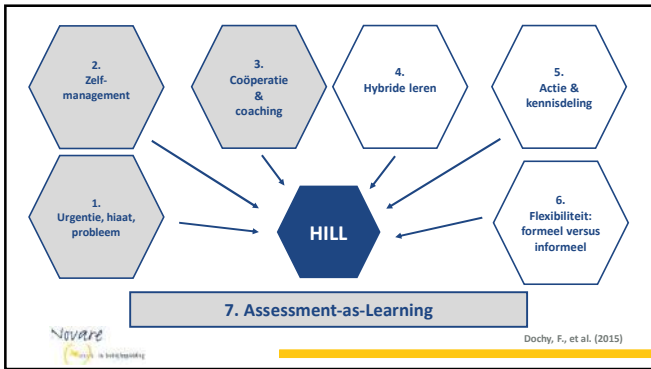 1.
Urgentie, hiaat,
probleem
2.
Zelf-
management
3.
Coöperatie
&
coaching
4.
Hybride leren
5.
Actie &
kennisdeling
6.
Flexibiliteit:
formeel versus
informeel
HILL
7. Assessment-as-Learning
Novare
Dochy, F., et al. (2015)